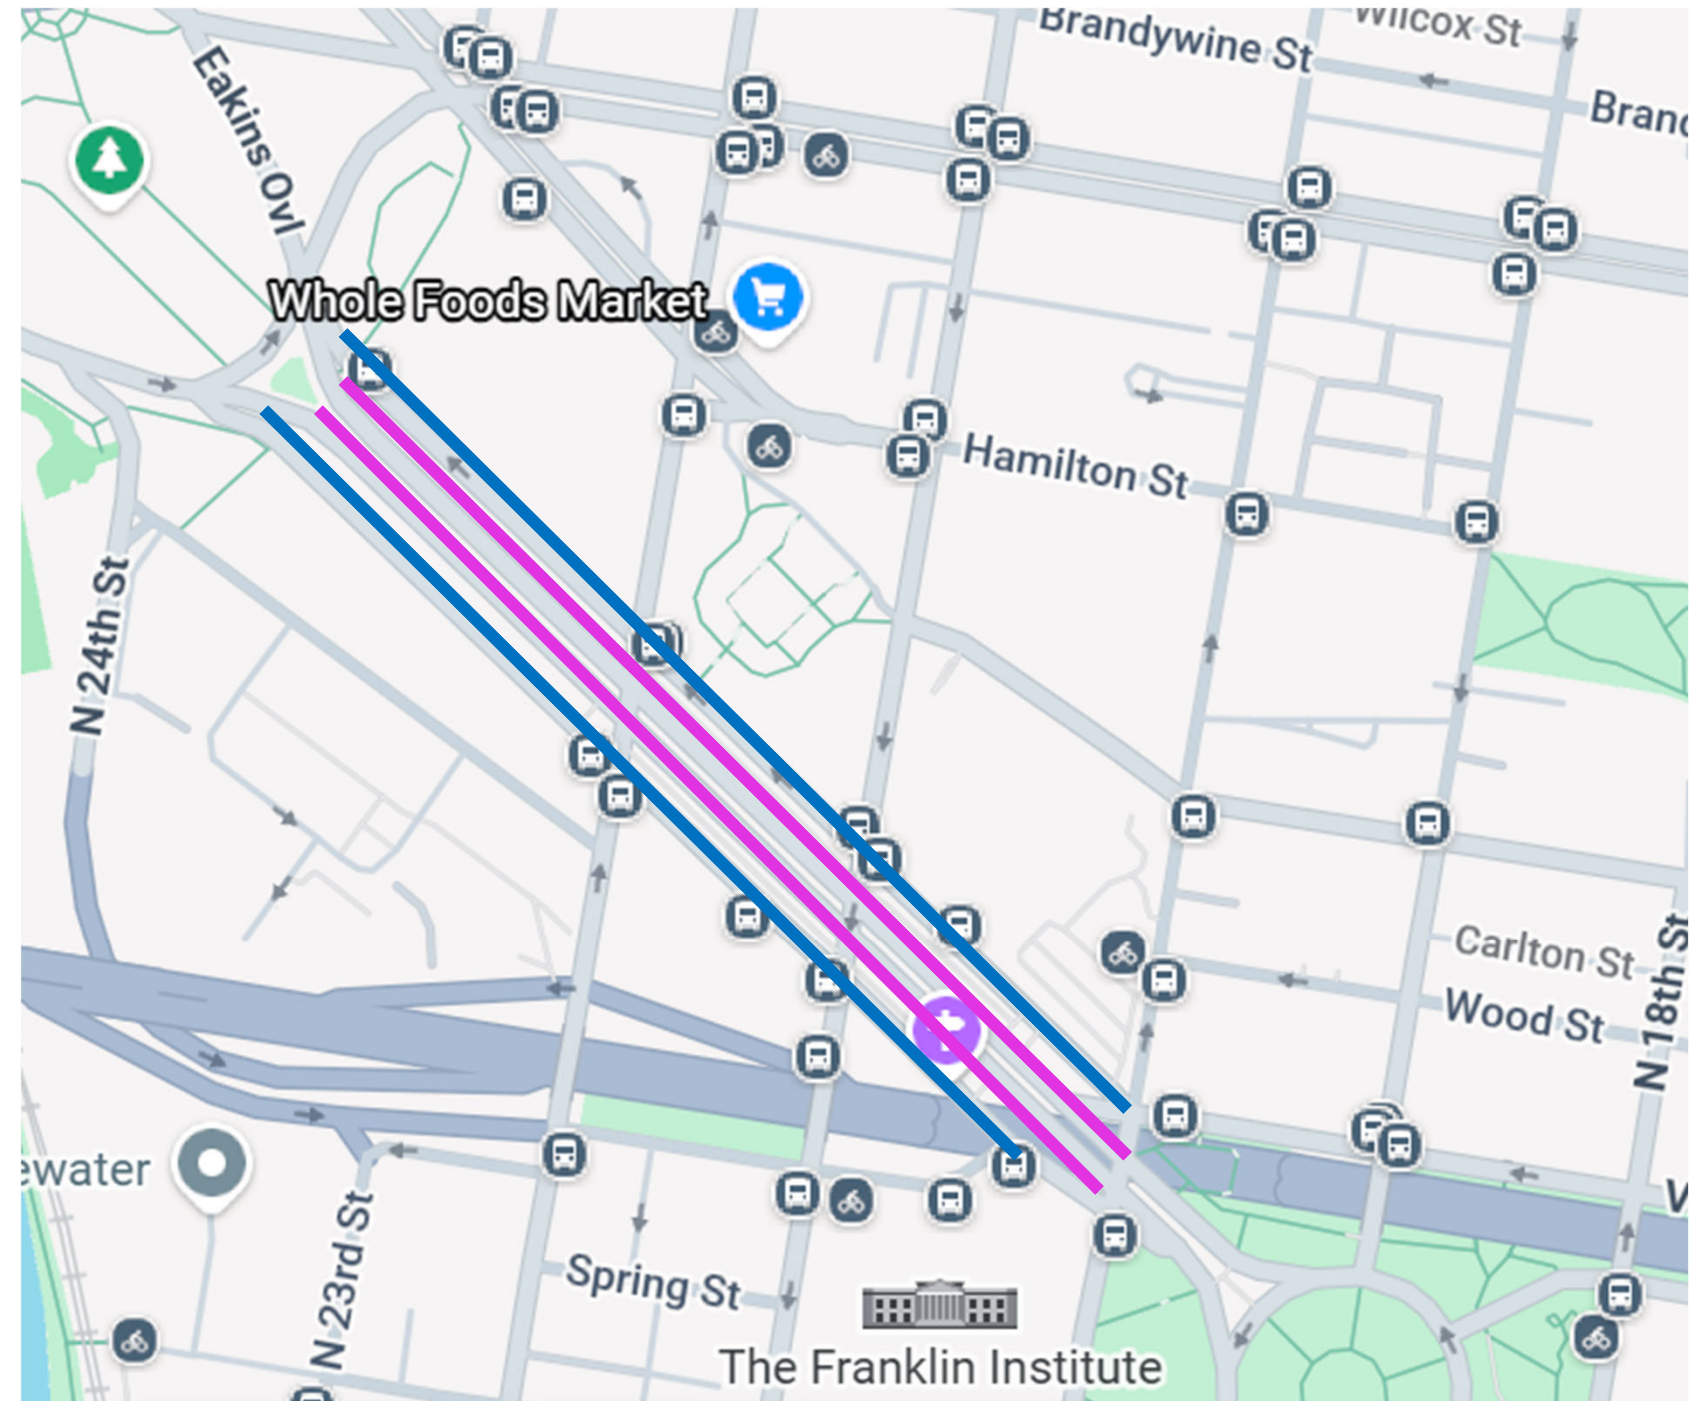 Wilcox St
Brandywine St
Eakins Ovl
Whole Foods Market
Hamilton St
N 24th St
Carlton St
Wood St
N 18th St
ewater
N 23rd St
Spring St
The Franklin Institute